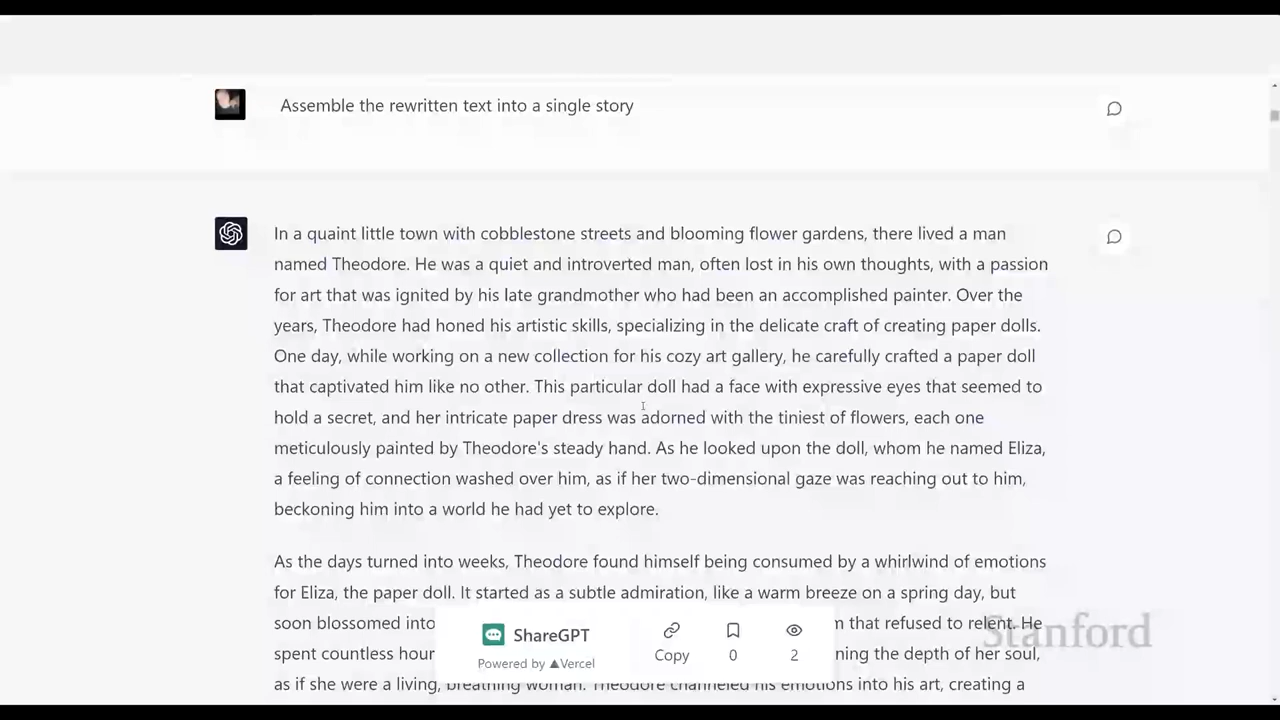 Assemble the rewritten text into a single story
In a quaint little town with cobblestone streets and blooming flower gardens, there lived a man
named Theodore. He was a quiet and introverted man, often lost in his own thoughts, with a passion
for art that was ignited by his late grandmother who had been an accomplished painter. Over the
years, Theodore had honed his artistic skills, specializing in the delicate craft of creating paper dolls.
One day, while working on a new collection for his cozy art gallery, he carefully crafted a paper doll
that captivated him like no other. This particular doll had a face with expressive eyes that seemed to
hold a secret, and her intricate paper dress was adorned with the tiniest of flowers, each one
meticulously painted by Theodore's steady hand. As he looked upon the doll, whom he named Eliza,
a feeling of connection washed over him, as if her two-dimensional gaze was reaching out to him,
beckoning him into a world he had yet to explore.
As the days turned into weeks, Theodore found himself being consumed by a whirlwind of emotions
for Eliza, the paper doll. It started as a subtle admiration, like a warm breeze on a spring day, but
soon blossomed into that refused to relent. He
spent countless the depth of her soul,
as if she were a living, breathing woman. Theodore channeled his emotions into his art, creating a
ShareGPT
Powered by Vercel
Copy
0
2
Stanford